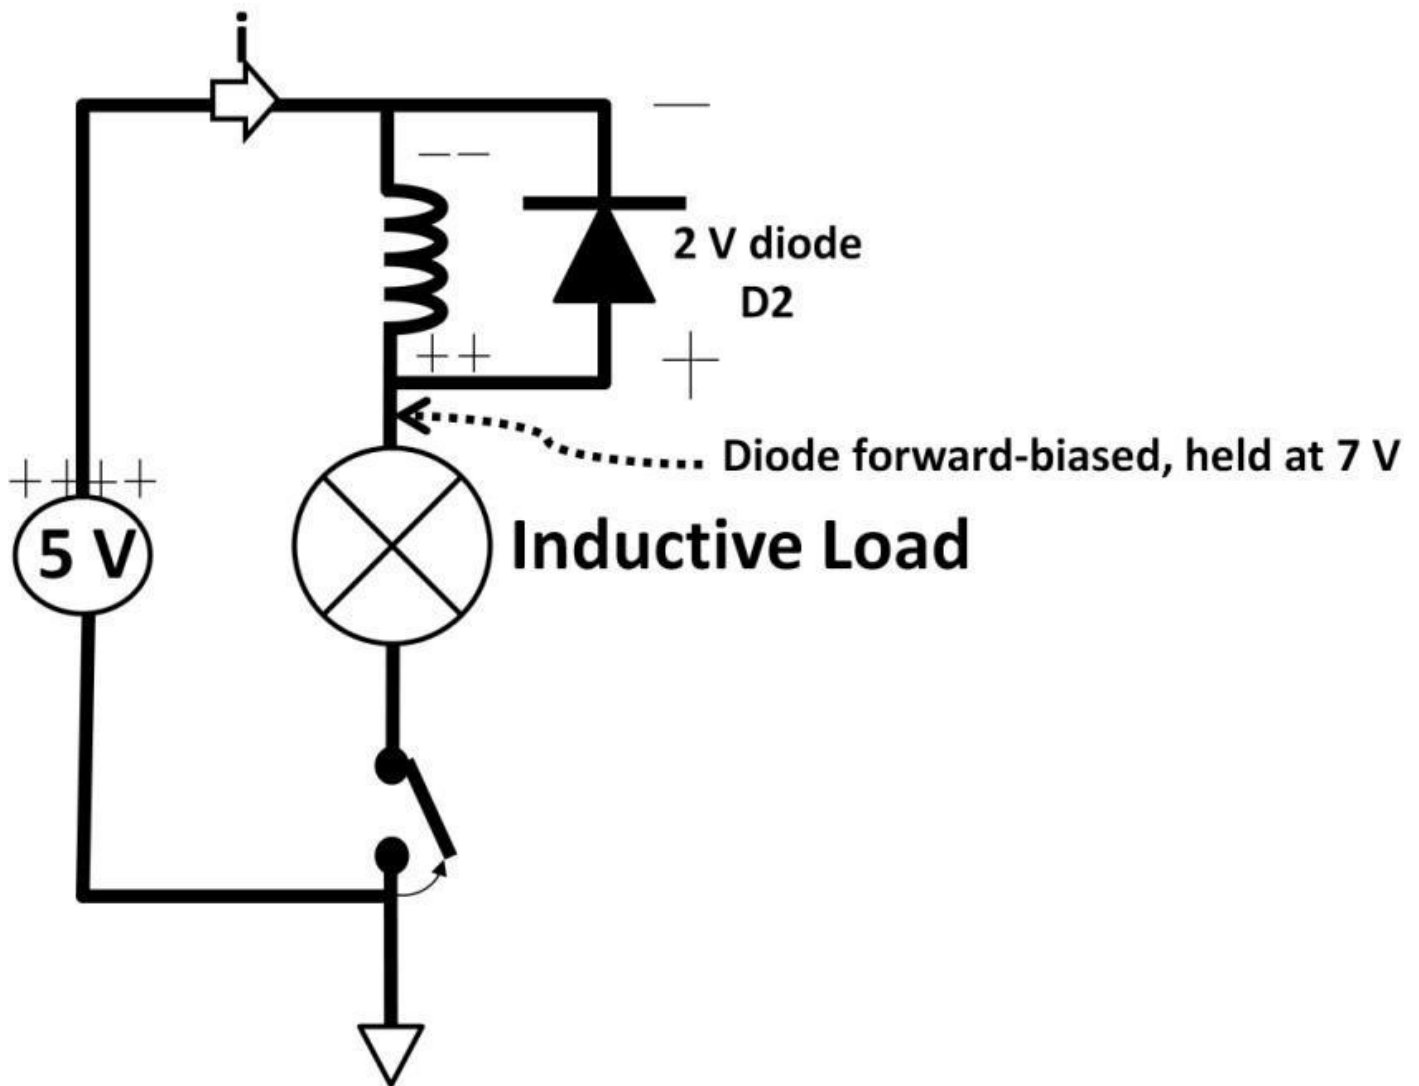 i
− −
−
2 V diode
D2
+ +
+
Diode forward-biased, held at 7 V
+ + + +
5 V
Inductive Load